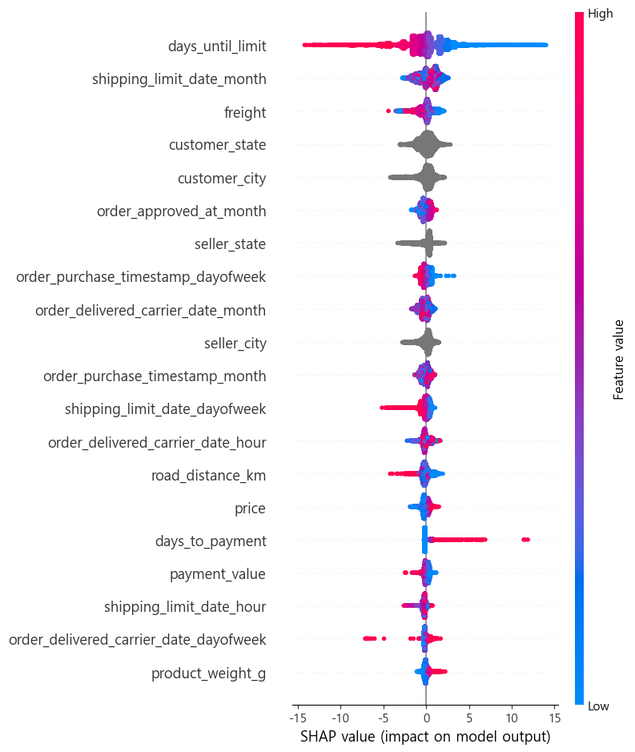 High
days_until_limit
shipping_limit_date_month
freight
customer_state
customer_city
order_approved_at_month
seller_state
order_purchase_timestamp_dayofweek
order_delivered_carrier_date_month
seller_city
order_purchase_timestamp_month
shipping_limit_date_dayofweek
order_delivered_carrier_date_hour
road_distance_km
price
days_to_payment
payment_value
shipping_limit_date_hour
order_delivered_carrier_date_dayofweek
product_weight_g
Feature value
Low
-15 -10 -5 0 5 10 15
SHAP value (impact on model output)